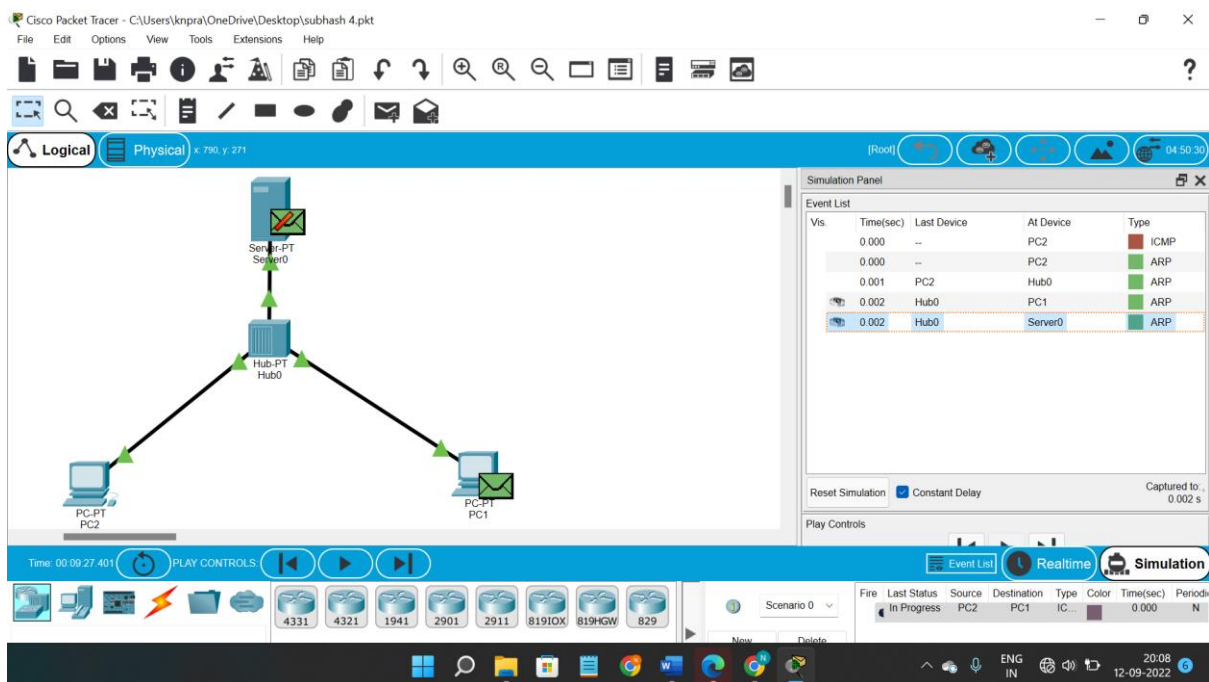 Cisco Packet Tracer - C:\Users\knpra\OneDrive\Desktop\subhash 4.pkt
File Edit Options View Tools Extensions Help
Logical Physical x: 790, y: 271 [Root] 04:50:30
Server-PT
Server0
Hub-PT
Hub0
PC-PT
PC2
PC-PT
PC1
Simulation Panel
Event List
Vis. Time(sec) Last Device At Device Type
0.000 -- PC2 ICMP
0.000 -- PC2 ARP
0.001 PC2 Hub0 ARP
0.002 Hub0 PC1 ARP
0.002 Hub0 Server0 ARP
Reset Simulation Constant Delay Captured to:
0.002 s
Play Controls
Time: 00:09:27.401 PLAY CONTROLS: Event List Realtime Simulation
4331 4321 1941 2901 2911 819IOX 819HGW 829
Scenario 0
New Delete
Fire Last Status Source Destination Type Color Time(sec) Periodi
In Progress PC2 PC1 IC... 0.000 N
ENG
IN
20:08
12-09-2022
6